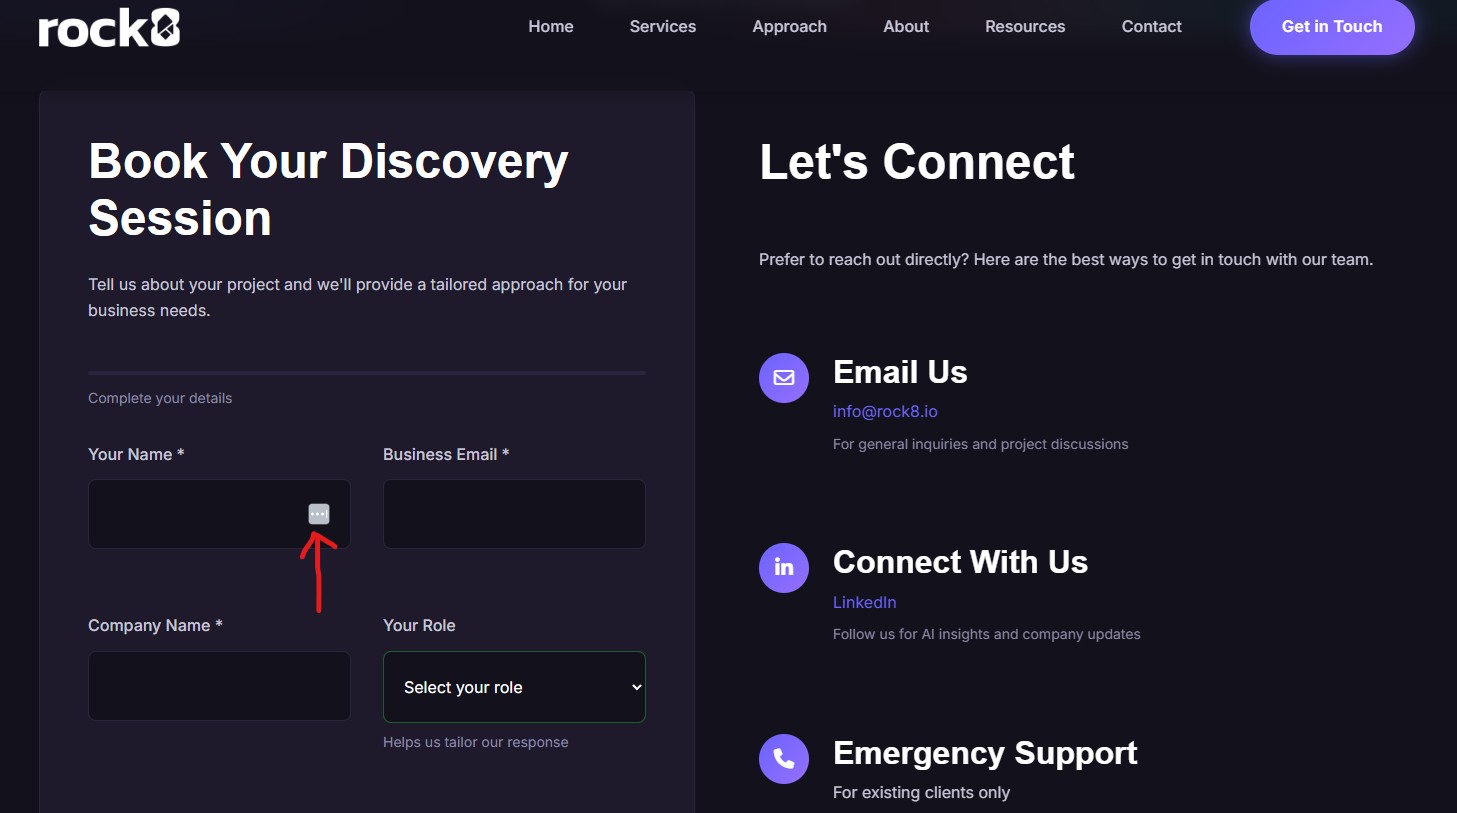 rock8
Home
Services
Approach
About
Resources
Contact
Get in Touch
Book Your Discovery
Session
Tell us about your project and we'll provide a tailored approach for your
business needs.
Complete your details
Your Name *
Business Email *
Company Name *
Your Role
Select your role
Helps us tailor our response
Let's Connect
Prefer to reach out directly? Here are the best ways to get in touch with our team.
Email Us
info@rock8.io
For general inquiries and project discussions
in
Connect With Us
LinkedIn
Follow us for AI insights and company updates
Emergency Support
For existing clients only